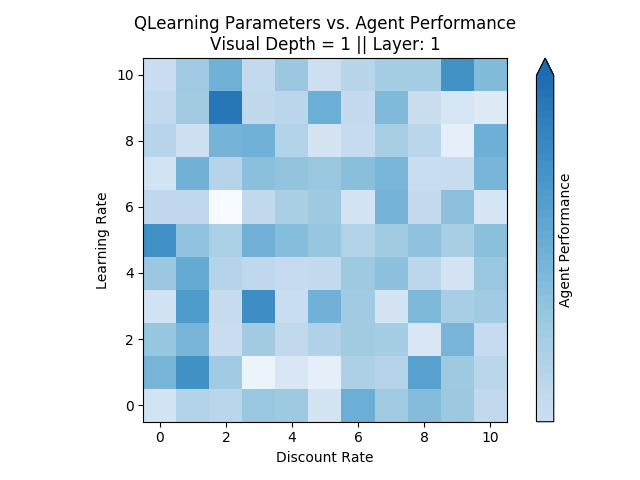 QLearning Parameters vs. Agent Performance
Visual Depth = 1 || Layer: 1
10
8
6
4
2
0
Learning Rate
0 2 4 6 8 10
Discount Rate
Agent Performance